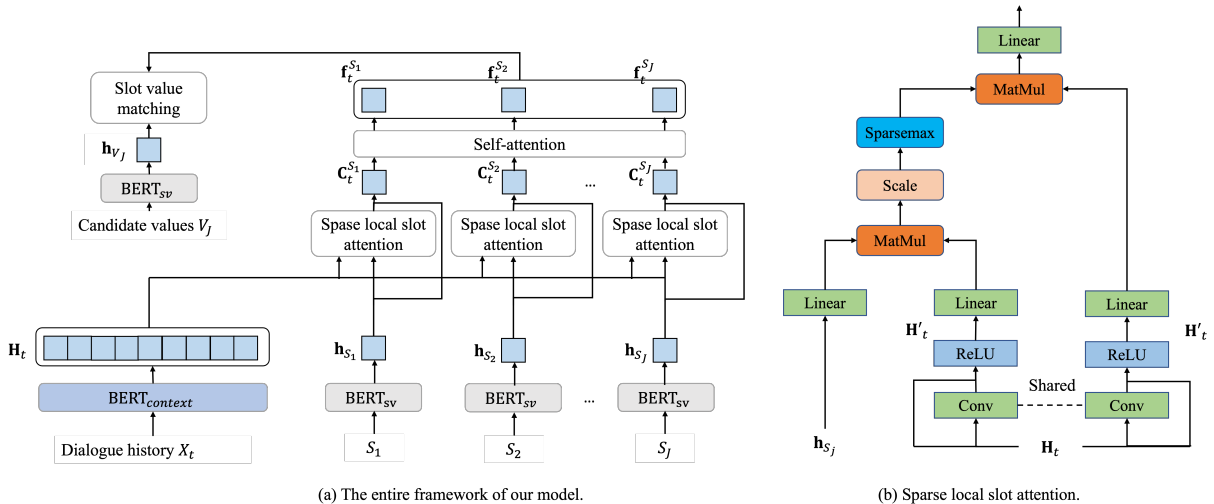 Slot value
matching
𝐡_{V_J}
BERT_{sv}
Candidate values V_J
𝐟_t^{S_1}
𝐟_t^{S_2}
𝐟_t^{S_J}
Self-attention
𝐂_t^{S_1}
𝐂_t^{S_2}
...
𝐂_t^{S_J}
Spase local slot
attention
Spase local slot
attention
Spase local slot
attention
𝐇_t
BERT_{context}
Dialogue history X_t
𝐡_{S_1}
𝐡_{S_2}
𝐡_{S_J}
BERT_{sv}
BERT_{sv}
...
BERT_{sv}
S_1
S_2
S_J
(a) The entire framework of our model.
Linear
MatMul
Sparsemax
Scale
MatMul
Linear
Linear
Linear
𝐇'_t
𝐇'_t
ReLU
ReLU
Shared
Conv
Conv
𝐡_{S_j}
𝐇_t
(b) Sparse local slot attention.